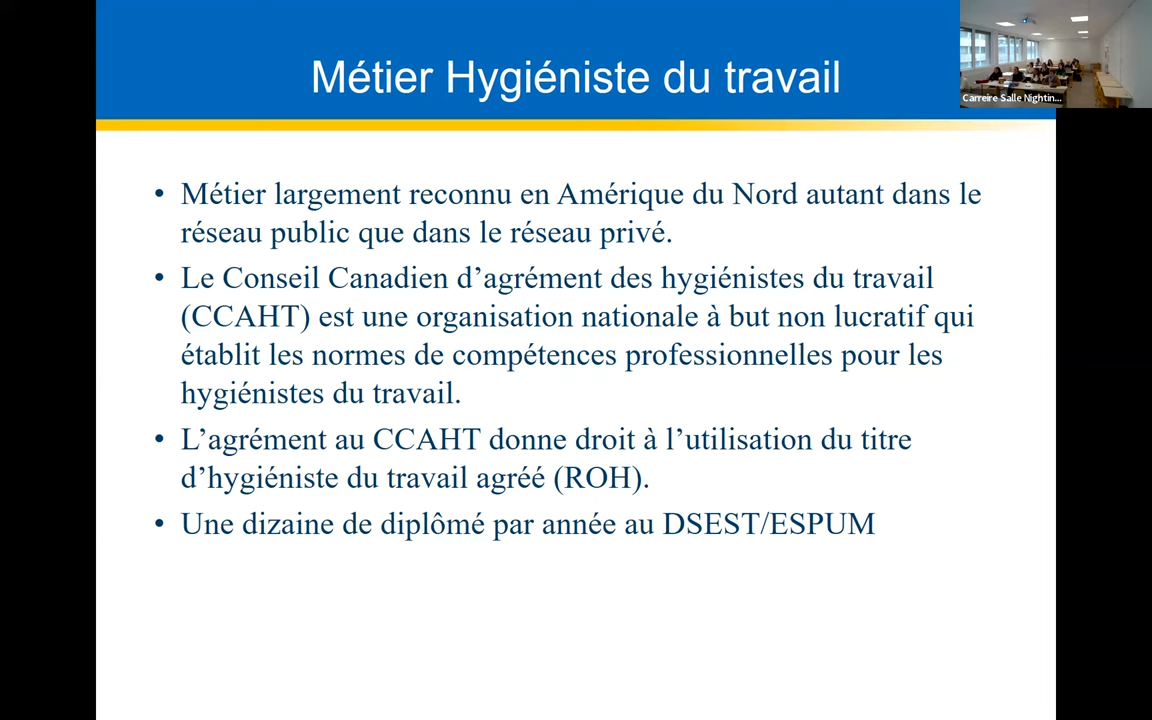 Métier Hygiéniste du travail
Carreire Salle Nightin...
• Métier largement reconnu en Amérique du Nord autant dans le
réseau public que dans le réseau privé.
• Le Conseil Canadien d’agrément des hygiénistes du travail
(CCAHT) est une organisation nationale à but non lucratif qui
établit les normes de compétences professionnelles pour les
hygiénistes du travail.
• L’agrément au CCAHT donne droit à l’utilisation du titre
d’hygiéniste du travail agréé (ROH).
• Une dizaine de diplômé par année au DSEST/ESPUM